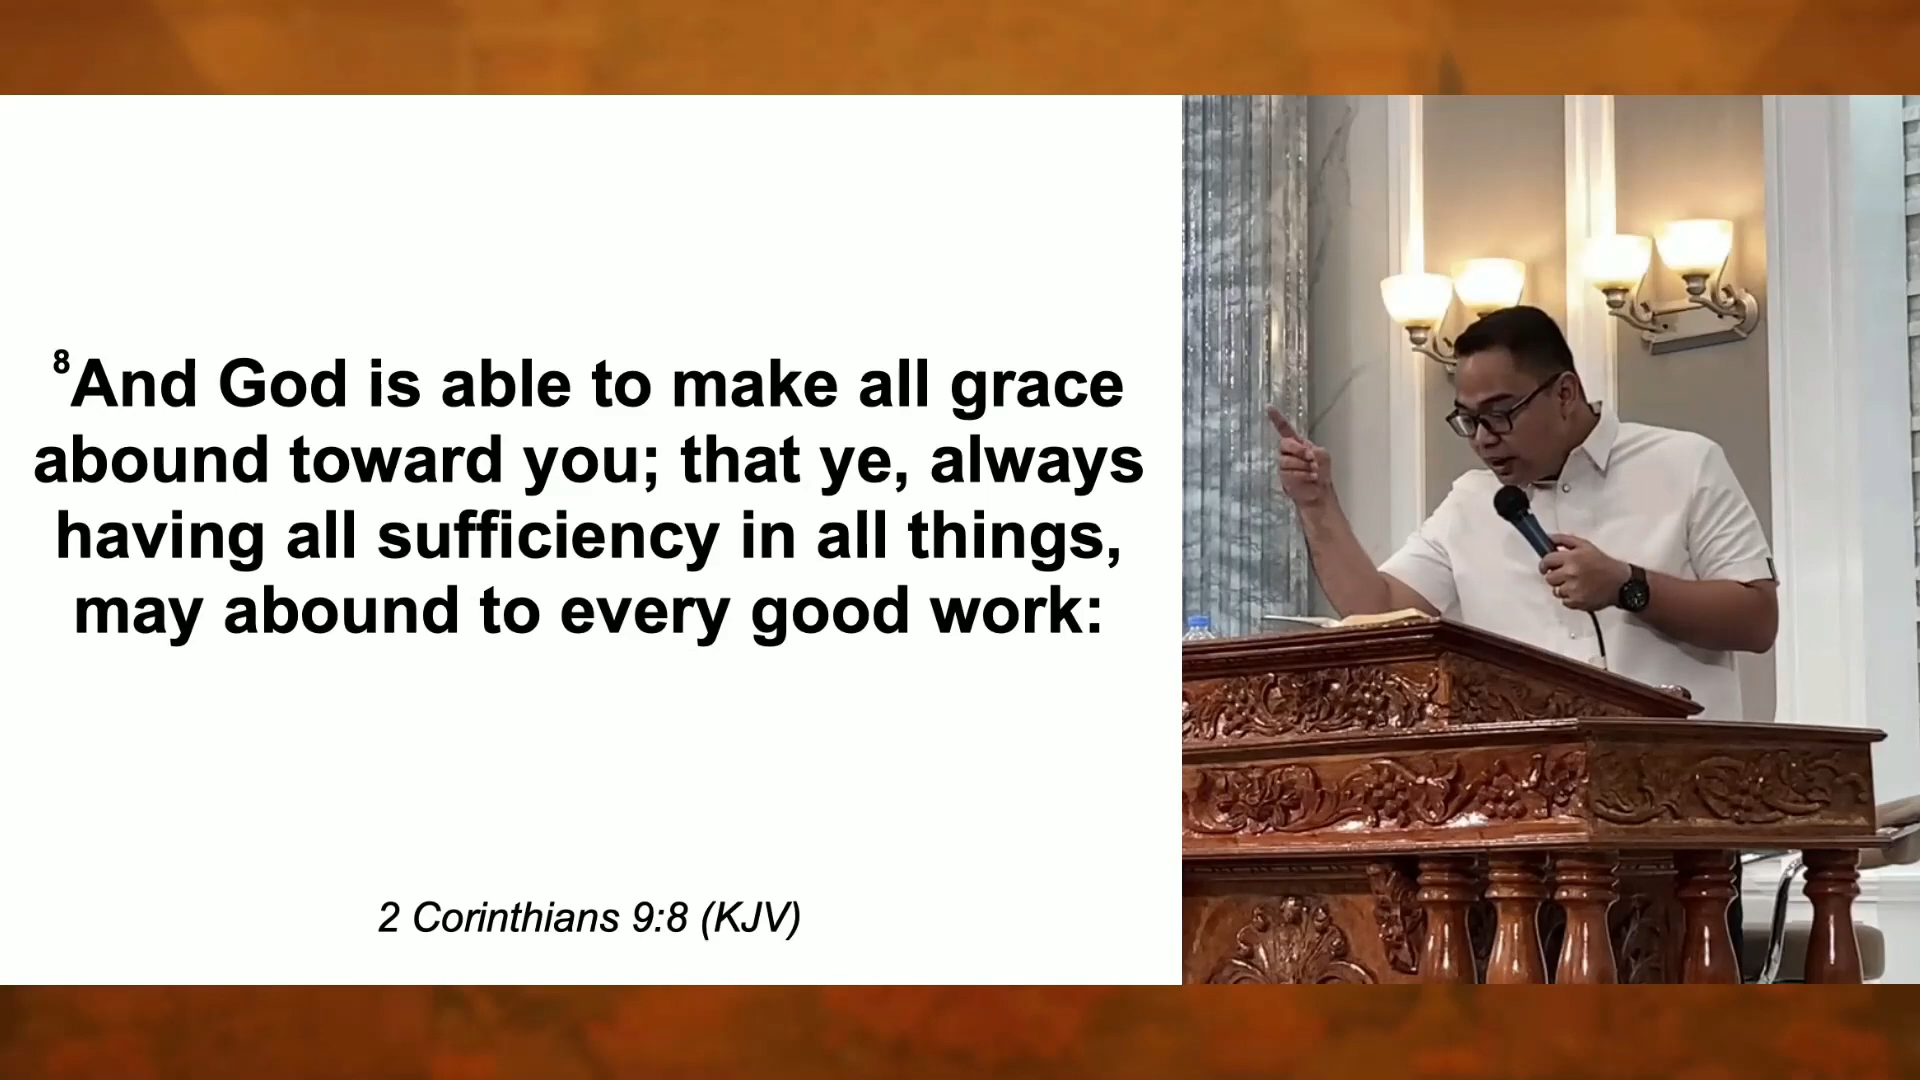 8And God is able to make all grace
abound toward you; that ye, always
having all sufficiency in all things,
may abound to every good work:
2 Corinthians 9:8 (KJV)